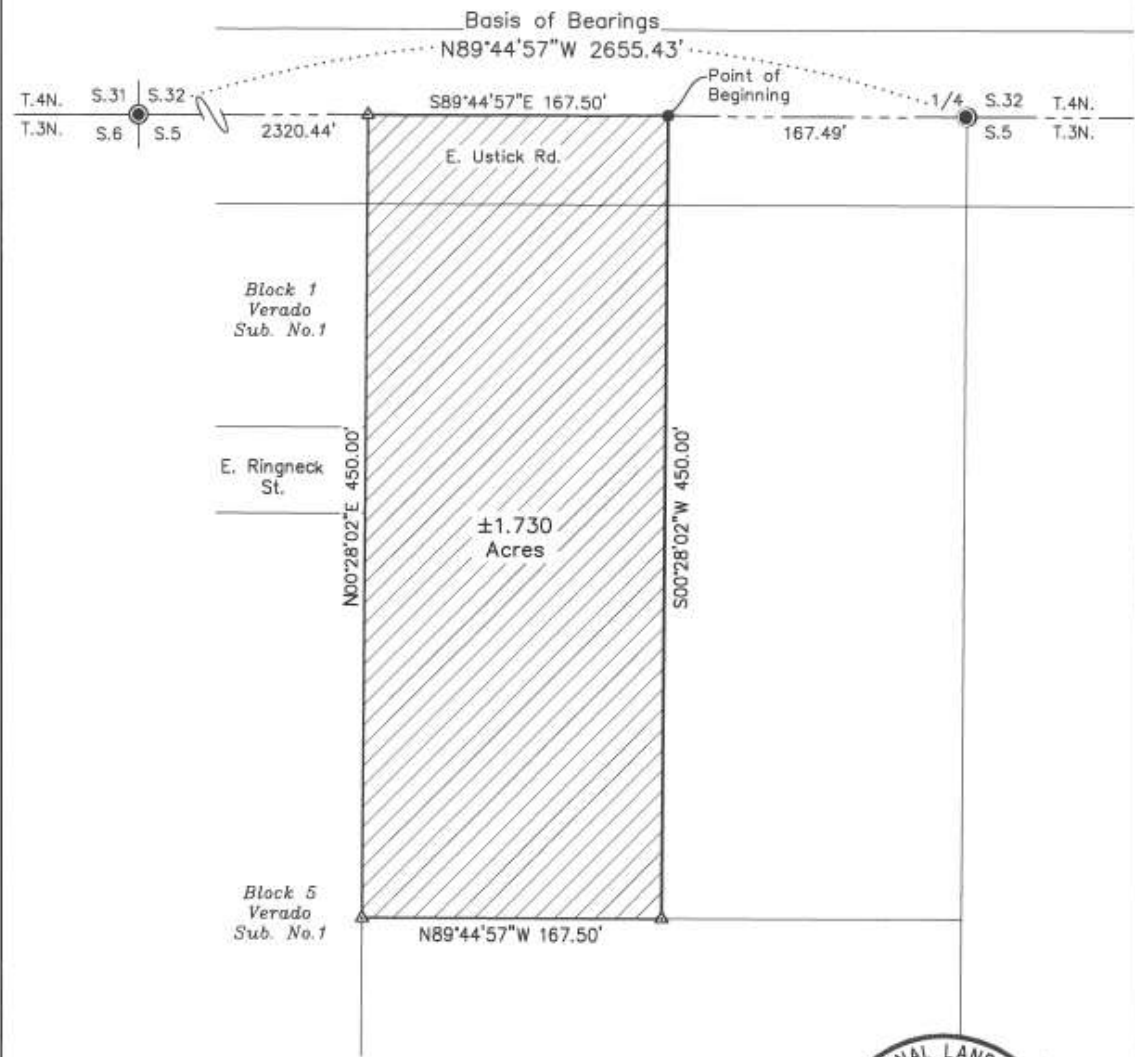 Basis of Bearings
N89°44'57"W 2655.43'
Point of
Beginning
T.4N. S.31 S.32
S89°44'57"E 167.50'
1/4 S.32 T.4N.
T.3N. S.6 S.5
2320.44'
167.49'
S.5 T.3N.
E. Ustick Rd.
Block 1
Verado
Sub. No.1
E. Ringneck
St.
N00°28'02"E 450.00'
±1.730
Acres
S00°28'02"W 450.00'
Block 5
Verado
Sub. No.1
N89°44'57"W 167.50'
NAL LAND